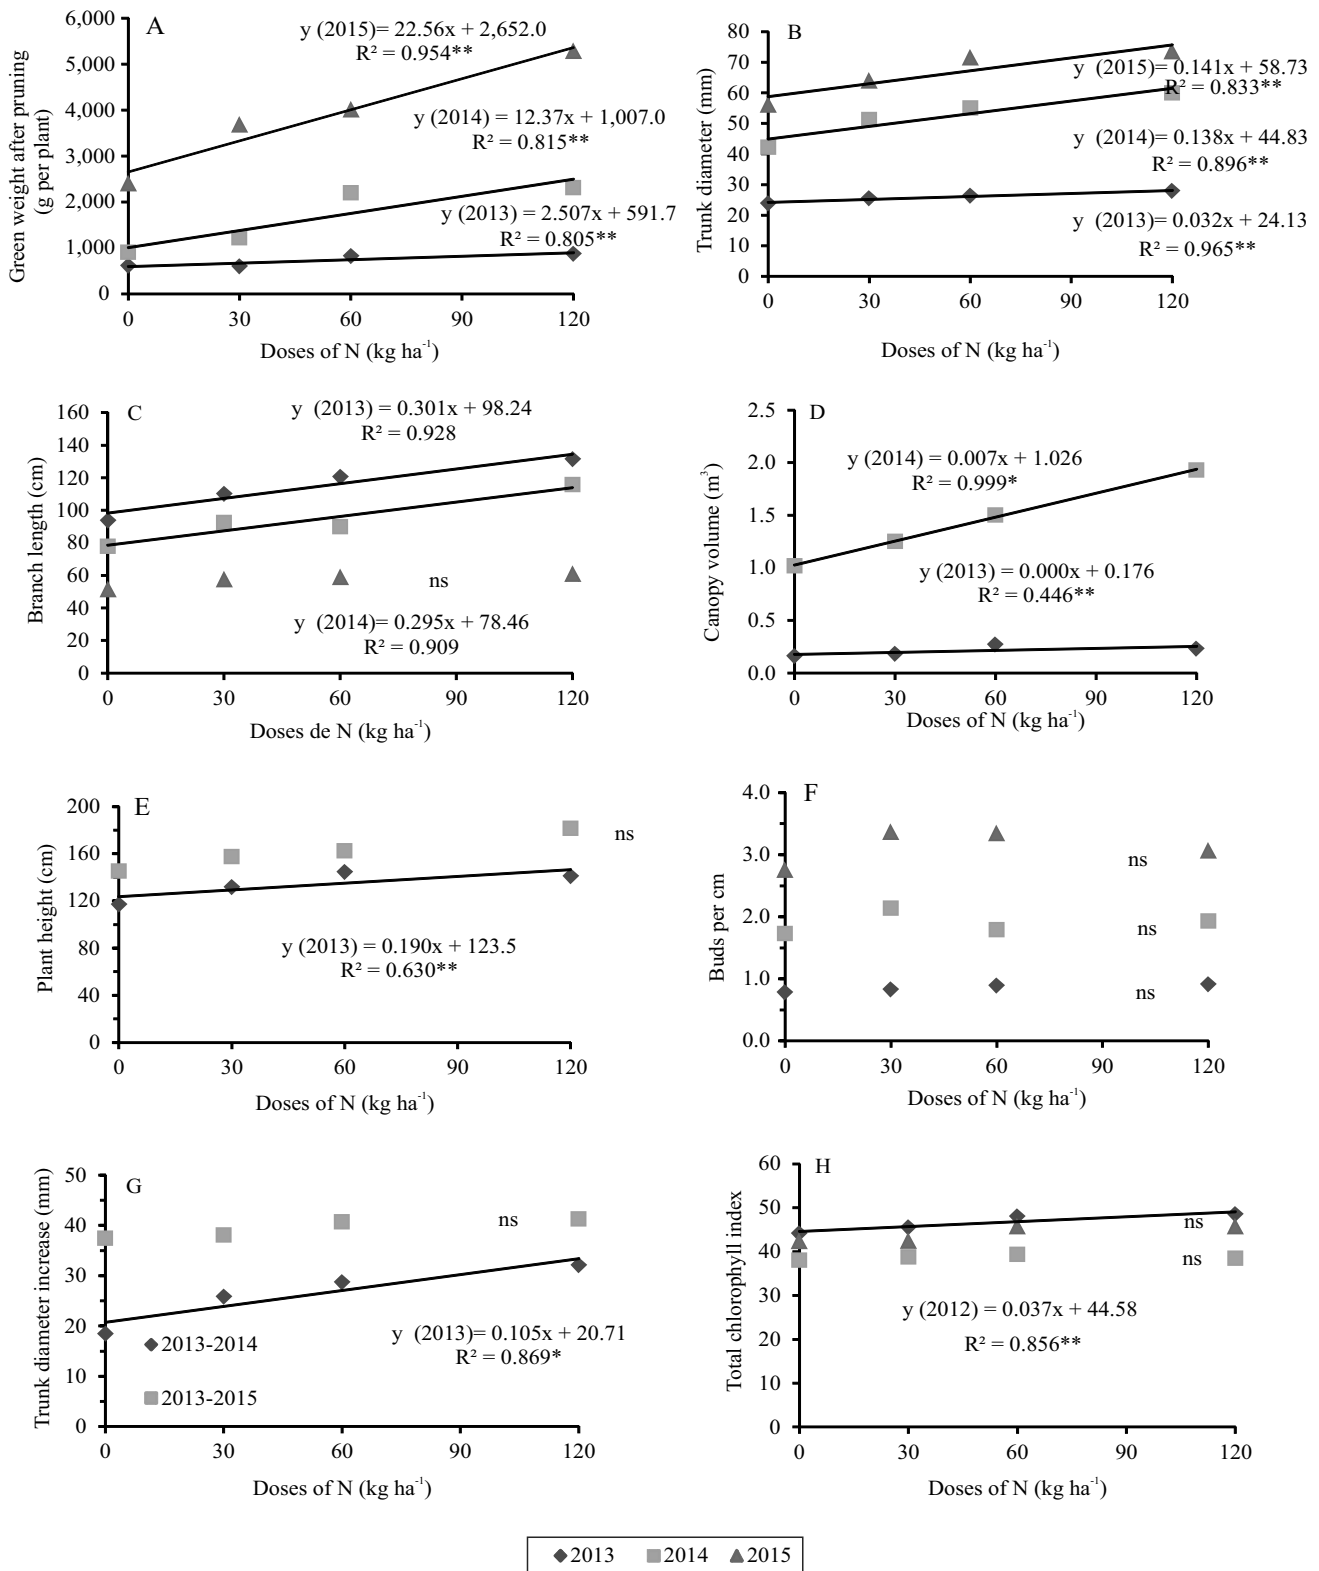 A
6,000
5,000
4,000
3,000
2,000
1,000
0
Green weight after pruning
(g per plant)
y (2015)= 22.56x + 2,652.0
R² = 0.954**
y (2014) = 12.37x + 1,007.0
R² = 0.815**
y (2013) = 2.507x + 591.7
R² = 0.805**
0 30 60 90 120
Doses of N (kg ha⁻¹)
B
80
70
60
50
40
30
20
10
0
Trunk diameter (mm)
y (2015)= 0.141x + 58.73
R² = 0.833**
y (2014)= 0.138x + 44.83
R² = 0.896**
y (2013)= 0.032x + 24.13
R² = 0.965**
0 30 60 90 120
Doses of N (kg ha⁻¹)
C
160
140
120
100
80
60
40
20
0
Branch length (cm)
y (2013) = 0.301x + 98.24
R² = 0.928
ns
y (2014)= 0.295x + 78.46
R² = 0.909
0 30 60 90 120
Doses de N (kg ha⁻¹)
D
2.5
2.0
1.5
1.0
0.5
0.0
Canopy volume (m³)
y (2014) = 0.007x + 1.026
R² = 0.999*
y (2013) = 0.000x + 0.176
R² = 0.446**
0 30 60 90 120
Doses of N (kg ha⁻¹)
E
200
160
120
80
40
0
Plant height (cm)
ns
y (2013) = 0.190x + 123.5
R² = 0.630**
0 30 60 90 120
Doses of N (kg ha⁻¹)
F
4.0
3.0
2.0
1.0
0.0
Buds per cm
ns
ns
ns
0 30 60 90 120
Doses of N (kg ha⁻¹)
G
50
40
30
20
10
0
Trunk diameter increase (mm)
ns
y (2013)= 0.105x + 20.71
R² = 0.869*
2013-2014
2013-2015
0 30 60 90 120
Doses of N (kg ha⁻¹)
H
60
50
40
30
20
10
0
Total chlorophyll index
ns
ns
y (2012) = 0.037x + 44.58
R² = 0.856**
0 30 60 90 120
Doses of N (kg ha⁻¹)
2013 2014 2015